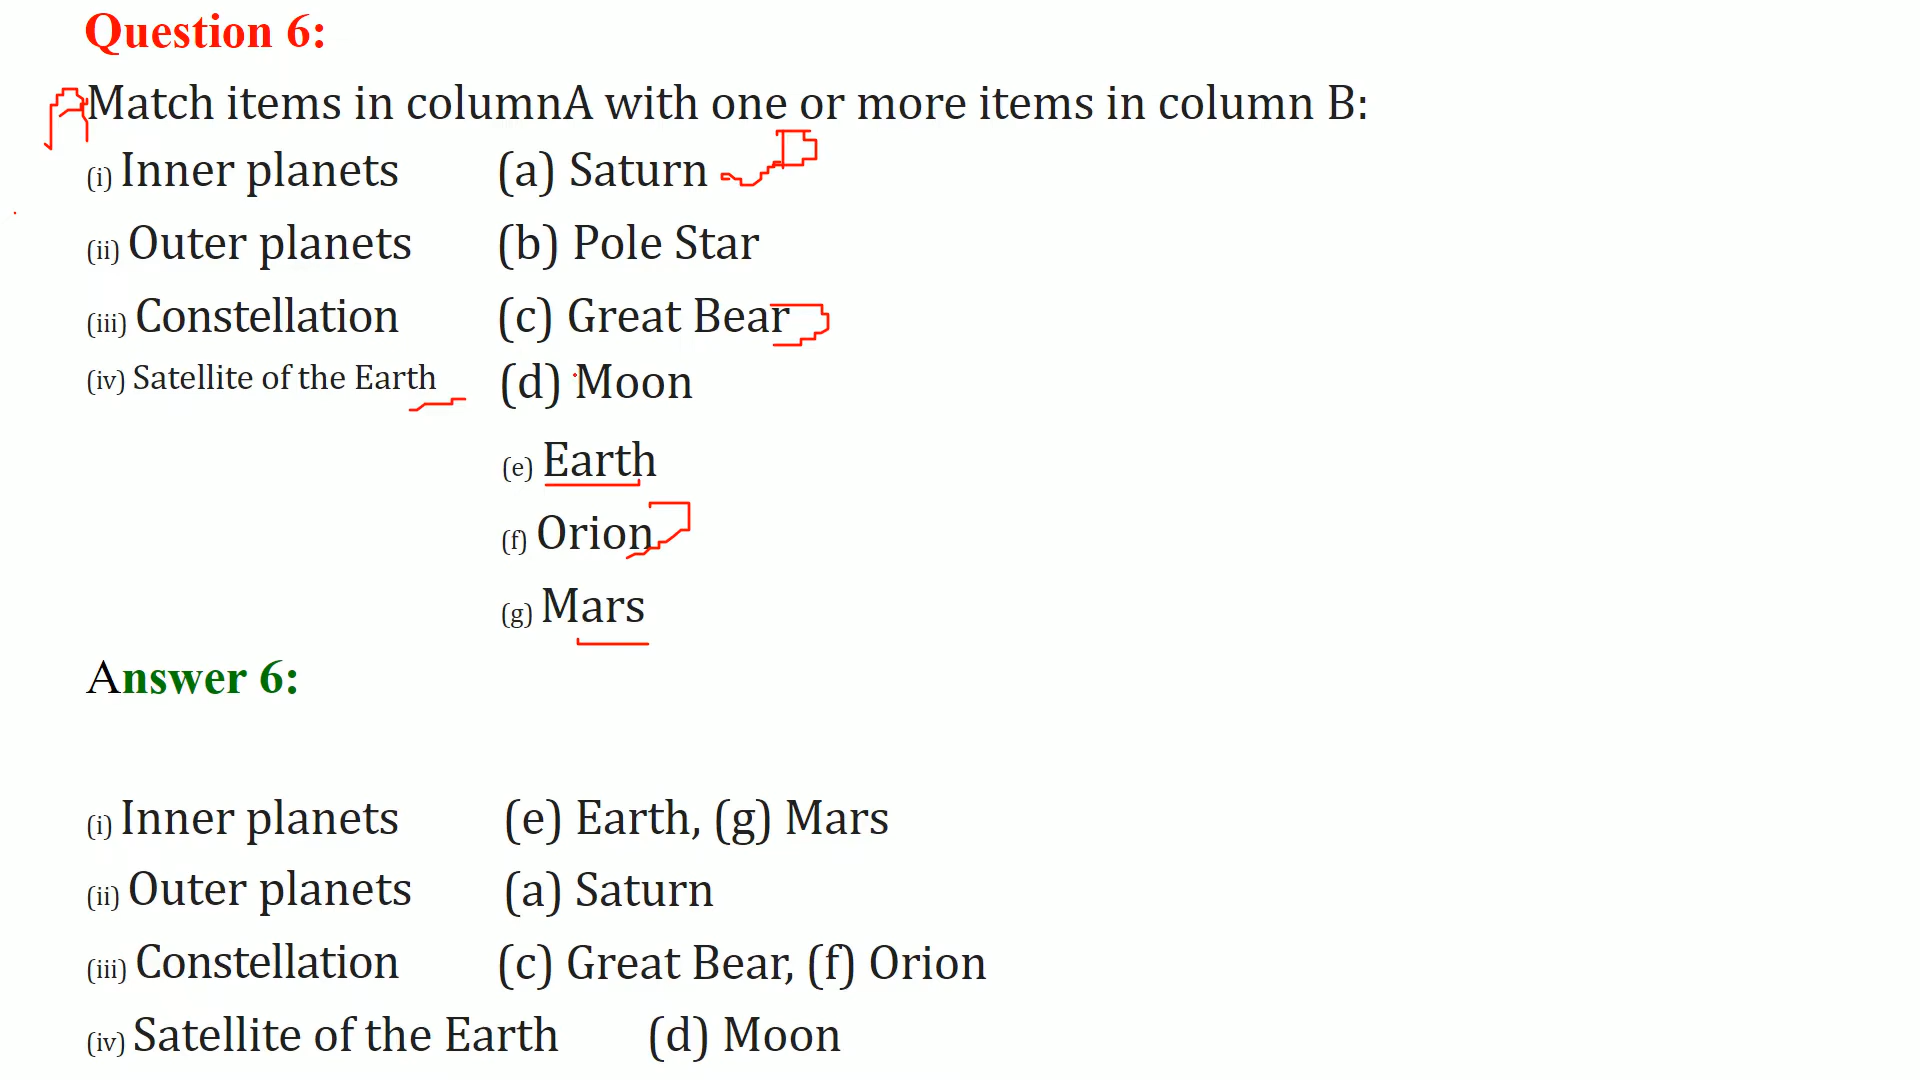 Question 6:
Match items in columnA with one or more items in column B:
(i) Inner planets (a) Saturn
(ii) Outer planets (b) Pole Star
(iii) Constellation (c) Great Bear
(iv) Satellite of the Earth (d) Moon
(e) Earth
(f) Orion
(g) Mars
Answer 6:
(i) Inner planets (e) Earth, (g) Mars
(ii) Outer planets (a) Saturn
(iii) Constellation (c) Great Bear, (f) Orion
(iv) Satellite of the Earth (d) Moon